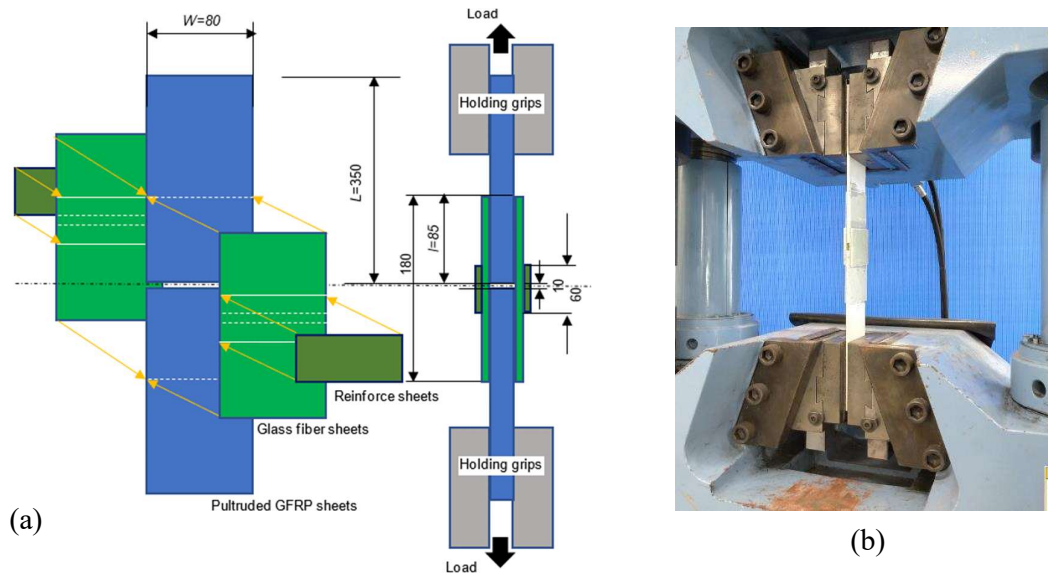 W=80
Load
Holding grips
L=350
180
l=85
10
60
Reinforce sheets
Glass fiber sheets
Holding grips
Pultruded GFRP sheets
(a)
Load
(b)